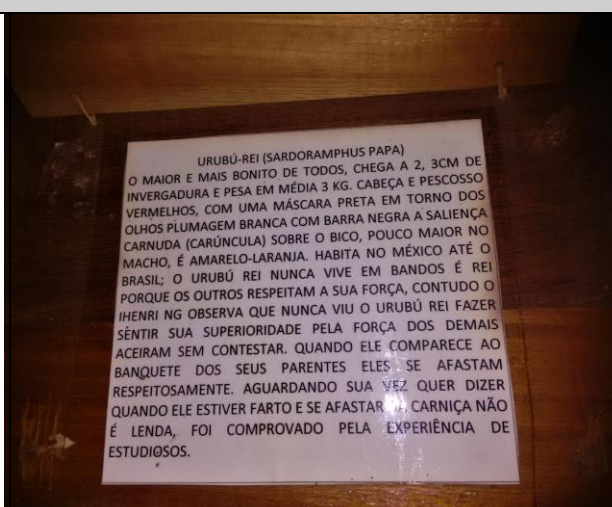 URUBÚ-REI (SARDORAMPHUS PAPA)
O MAIOR E MAIS BONITO DE TODOS, CHEGA A 2, 3CM DE
INVERGADURA E PESA EM MÉDIA 3 KG. CABEÇA E PESCOSSO
VERMELHOS, COM UMA MÁSCARA PRETA EM TORNO DOS
OLHOS PLUMAGEM BRANCA COM BARRA NEGRA A SALIENÇA
CARNUDA (CARÚNCULA) SOBRE O BICO, POUCO MAIOR NO
MACHO, É AMARELO-LARANJA. HABITA NO MÉXICO ATÉ O
BRASIL; O URUBÚ REI NUNCA VIVE EM BANDOS É REI
PORQUE OS OUTROS RESPEITAM A SUA FORÇA, CONTUDO O
IHENRI NG OBSERVA QUE NUNCA VIU O URUBÚ REI FAZER
SENTIR SUA SUPERIORIDADE PELA FORÇA DOS DEMAIS
ACEIRAM SEM CONTESTAR. QUANDO ELE COMPARECE AO
BANQUETE DOS SEUS PARENTES ELES SE AFASTAM
RESPEITOSAMENTE. AGUARDANDO SUA VEZ QUER DIZER
QUANDO ELE ESTIVER FARTO E SE AFASTAR CARNIÇA NÃO
É LENDA, FOI COMPROVADO PELA EXPERIÊNCIA DE
ESTUDIOSOS.